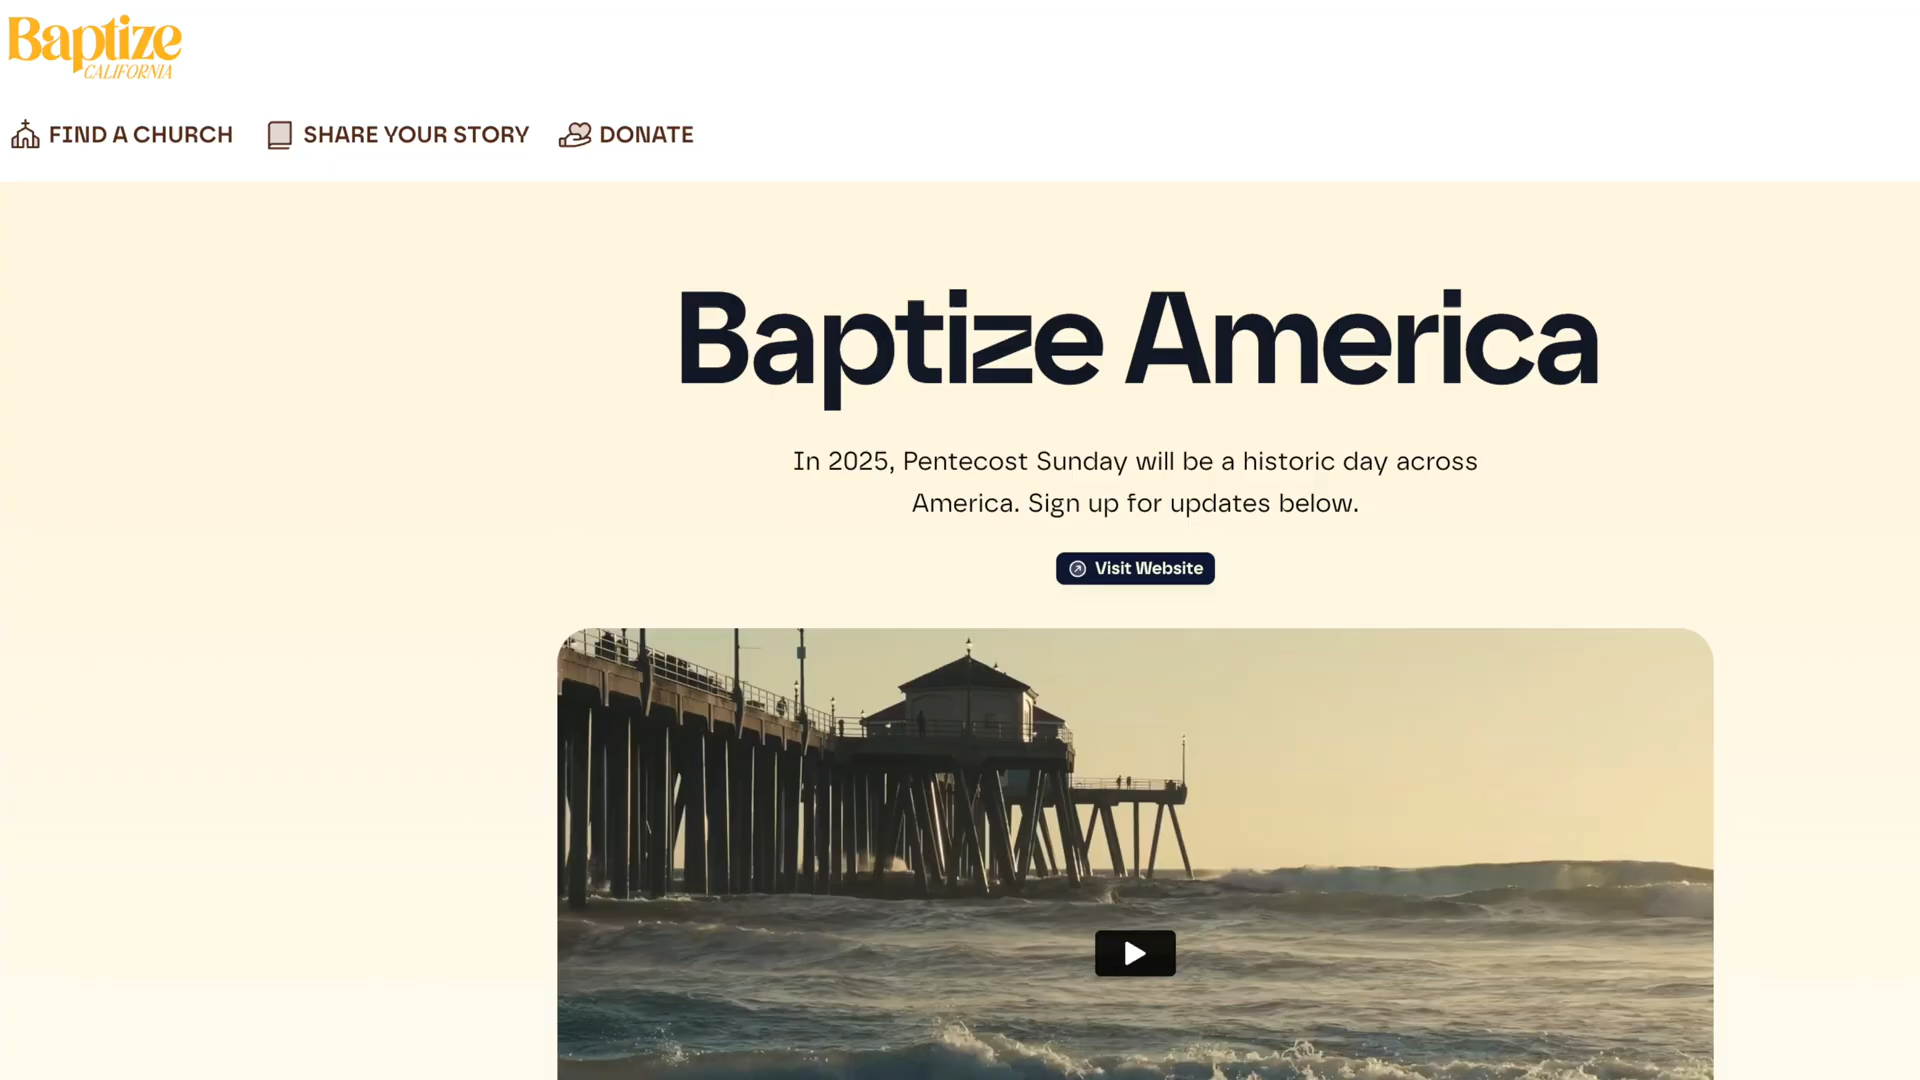 Baptize
CALIFORNIA
FIND A CHURCH
SHARE YOUR STORY
DONATE
Baptize America
In 2025, Pentecost Sunday will be a historic day across
America. Sign up for updates below.
Visit Website